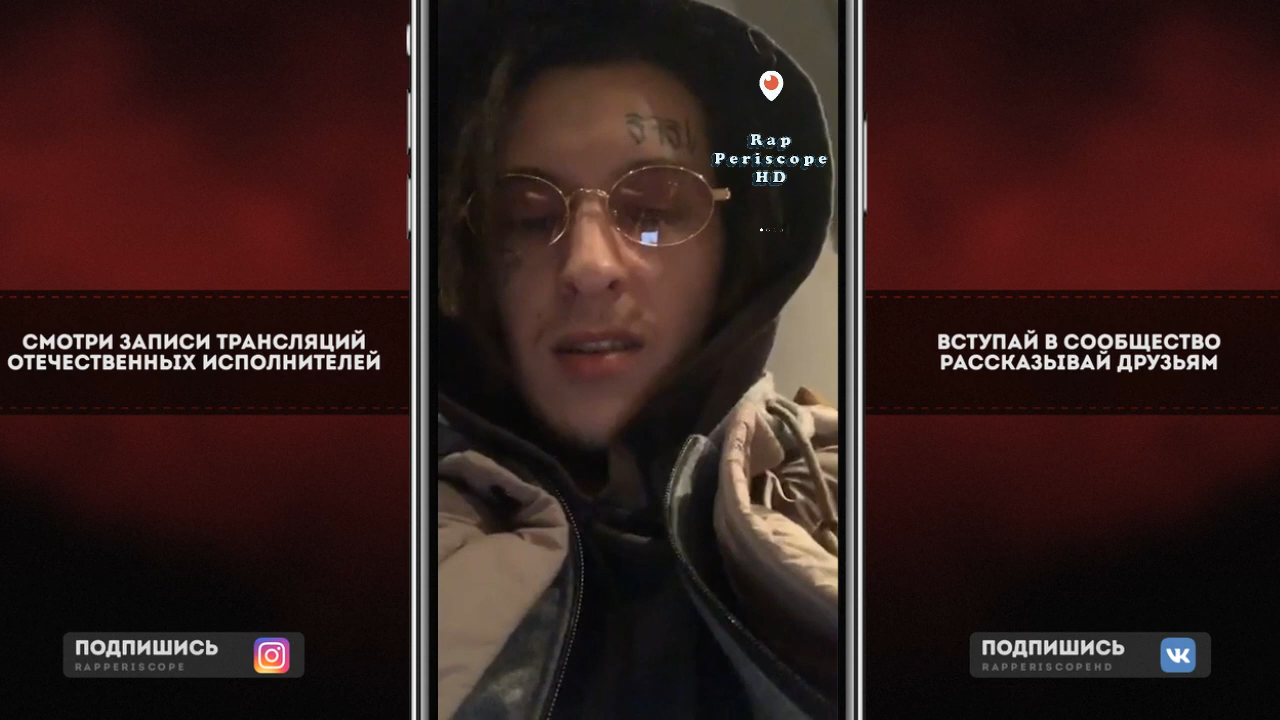 Rap
Periscope
HD
СМОТРИ ЗАПИСИ ТРАНСЛЯЦИЙ
ОТЕЧЕСТВЕННЫХ ИСПОЛНИТЕЛЕЙ
ВСТУПАЙ В СООБЩЕСТВО
РАССКАЗЫВАЙ ДРУЗЬЯМ
ПОДПИШИСЬ
RAPPERISCOPE
ПОДПИШИСЬ
RAPPERISCOPEHD